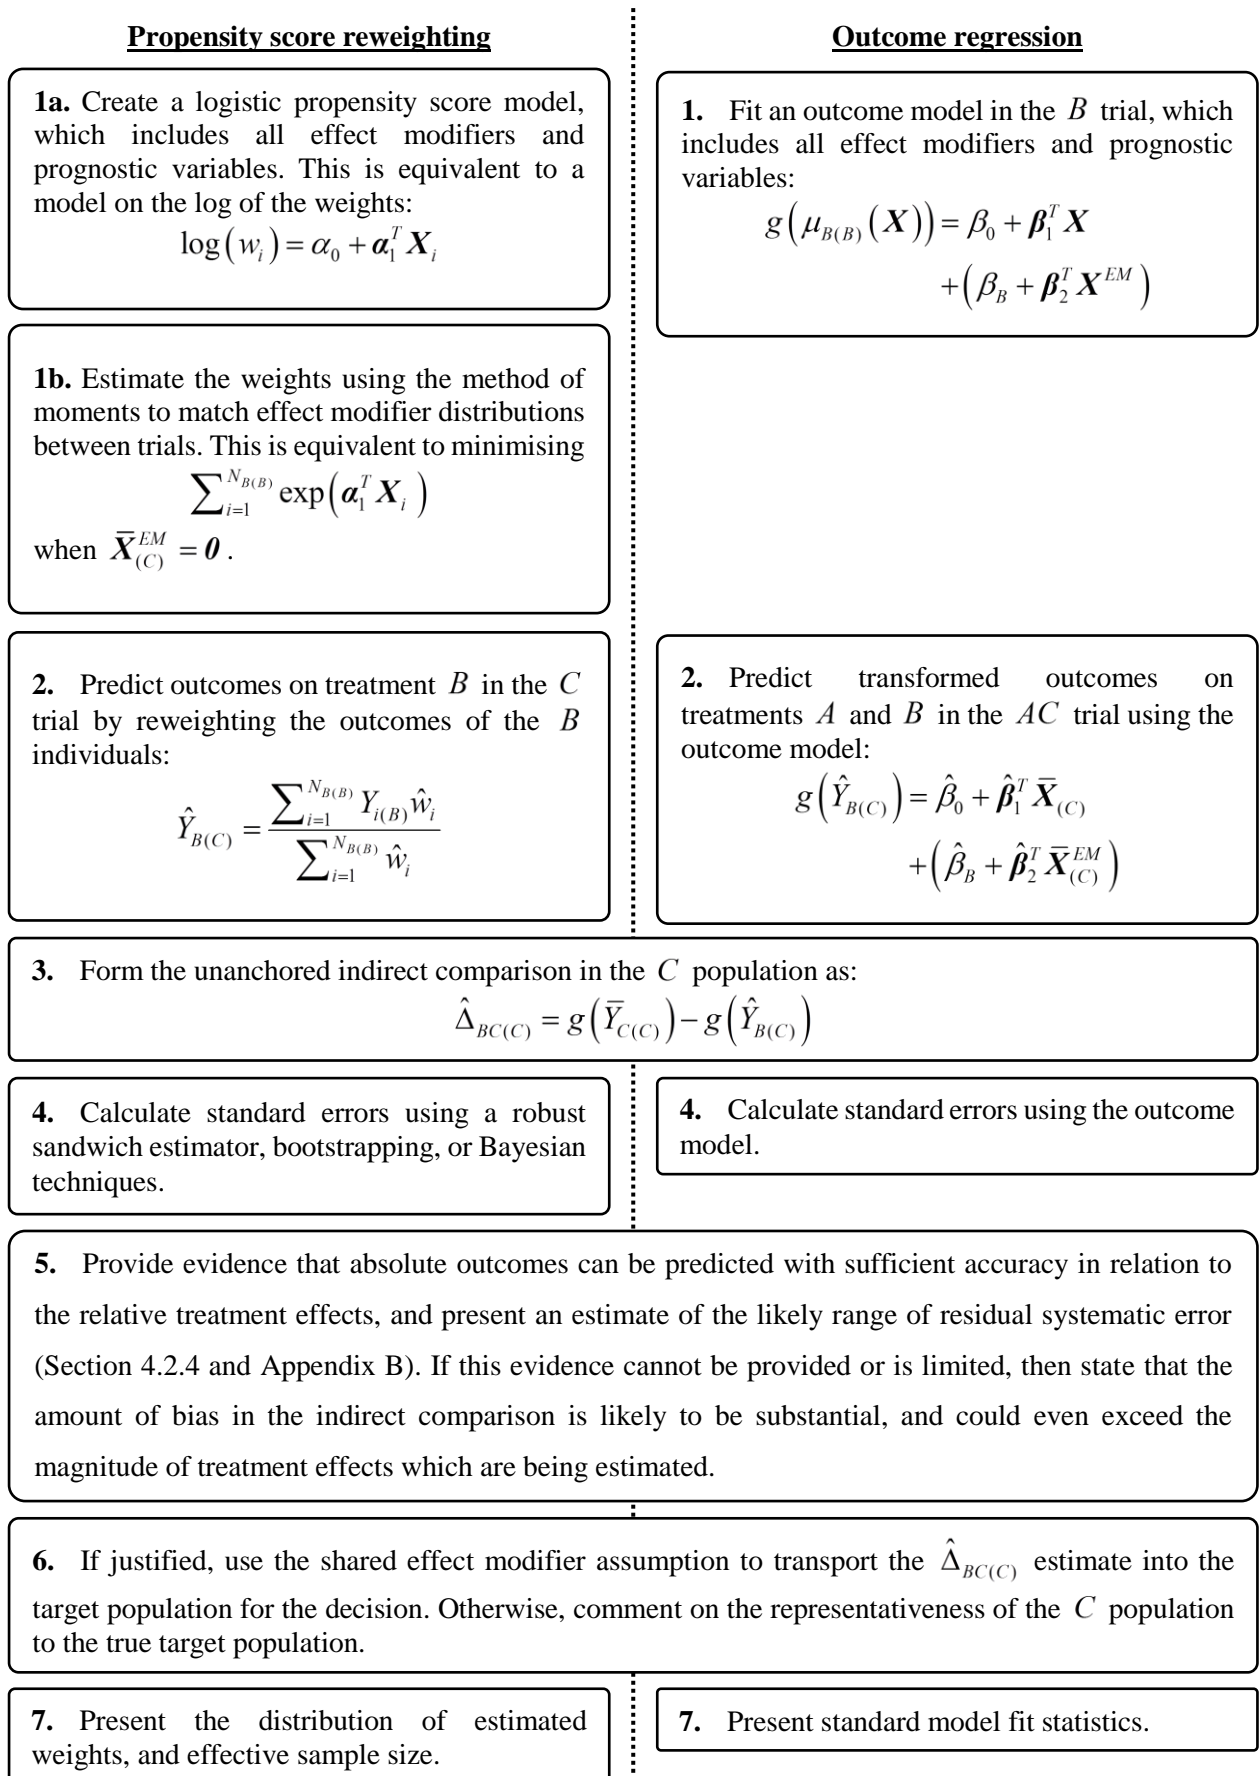 Propensity score reweighting
1a. Create a logistic propensity score model,
which includes all effect modifiers and
prognostic variables. This is equivalent to a
model on the log of the weights:
log(w_i) = α_0 + α_1^T X_i
1b. Estimate the weights using the method of
moments to match effect modifier distributions
between trials. This is equivalent to minimising
∑_{i=1}^{N_{B(B)}} exp(α_1^T X_i)
when X̄_{(C)}^{EM} = 0 .
2. Predict outcomes on treatment B in the C
trial by reweighting the outcomes of the B
individuals:
Ŷ_{B(C)} = ∑_{i=1}^{N_{B(B)}} Y_{i(B)} ŵ_i / ∑_{i=1}^{N_{B(B)}} ŵ_i
Outcome regression
1. Fit an outcome model in the B trial, which
includes all effect modifiers and prognostic
variables:
g(μ_{B(B)}(X)) = β_0 + β_1^T X
+(β_B + β_2^T X^{EM})
2. Predict transformed outcomes on
treatments A and B in the AC trial using the
outcome model:
g(Ŷ_{B(C)}) = β̂_0 + β̂_1^T X̄_{(C)}
+(β̂_B + β̂_2^T X̄_{(C)}^{EM})
3. Form the unanchored indirect comparison in the C population as:
Δ̂_{BC(C)} = g(Ȳ_{C(C)}) − g(Ŷ_{B(C)})
4. Calculate standard errors using a robust
sandwich estimator, bootstrapping, or Bayesian
techniques.
4. Calculate standard errors using the outcome
model.
5. Provide evidence that absolute outcomes can be predicted with sufficient accuracy in relation to
the relative treatment effects, and present an estimate of the likely range of residual systematic error
(Section 4.2.4 and Appendix B). If this evidence cannot be provided or is limited, then state that the
amount of bias in the indirect comparison is likely to be substantial, and could even exceed the
magnitude of treatment effects which are being estimated.
6. If justified, use the shared effect modifier assumption to transport the Δ̂_{BC(C)} estimate into the
target population for the decision. Otherwise, comment on the representativeness of the C population
to the true target population.
7. Present the distribution of estimated
weights, and effective sample size.
7. Present standard model fit statistics.